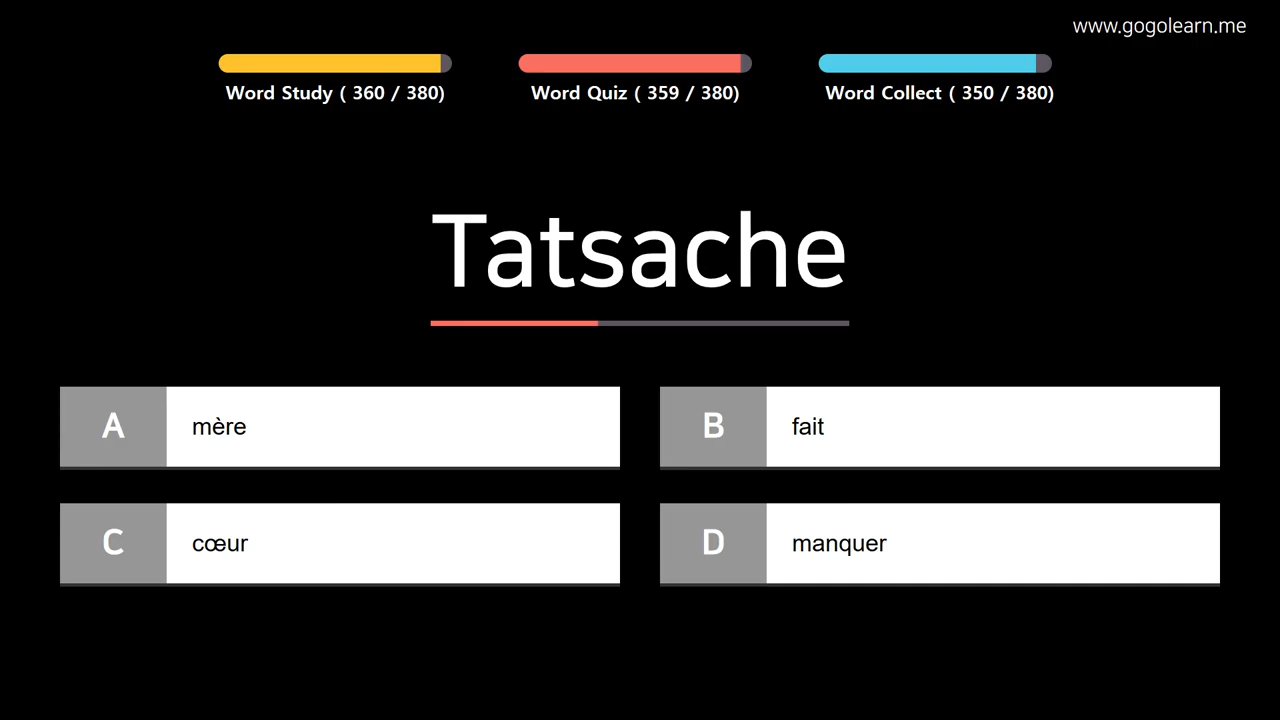 www.gogolearn.me
Word Study ( 360 / 380)
Word Quiz ( 359 / 380)
Word Collect ( 350 / 380)
Tatsache
A
mère
B
fait
C
cœur
D
manquer